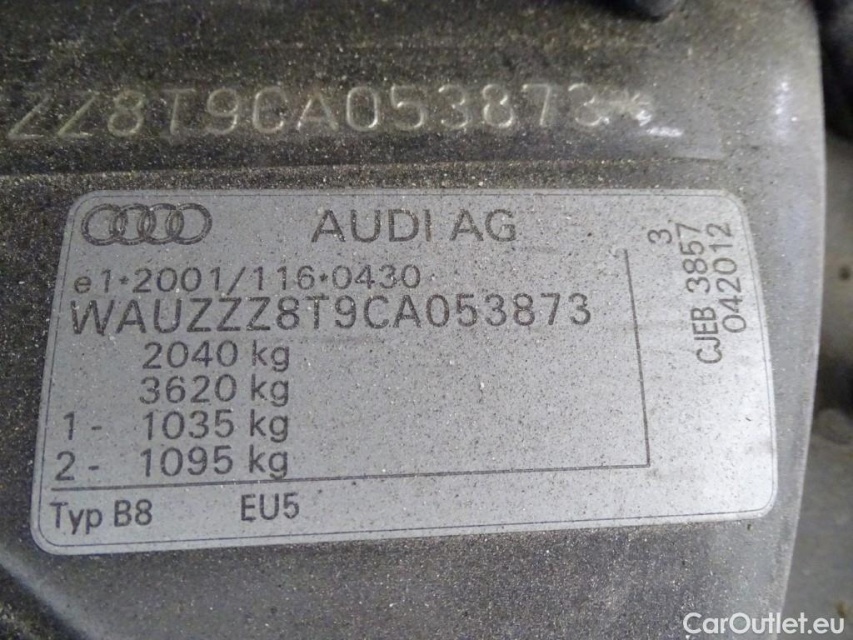 ZZ8T9CA053873
AUDI AG
e1*2001/116*0430
WAUZZZ8T9CA053873
2040 kg
3620 kg
1- 1035 kg
2- 1095 kg
Typ B8 EU5
3
CJEB 3857
042012
CarOutlet.eu